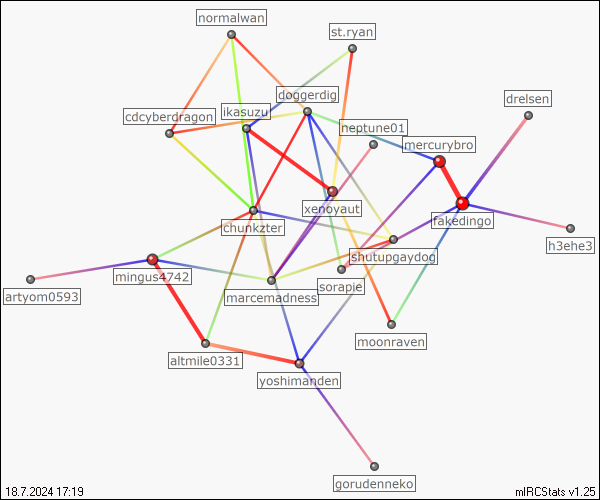 normalwan
st.ryan
doggerdig
drelsen
ikasuzu
cdcyberdragon
neptune01
mercurybro
xenoyaut
fakedingo
chunkzter
h3ehe3
shutupgaydog
mingus4742
sorapie
artyom0593
marcemadness
moonraven
altmile0331
yoshimanden
gorudenneko
18.7.2024 17:19
mIRCStats v1.25